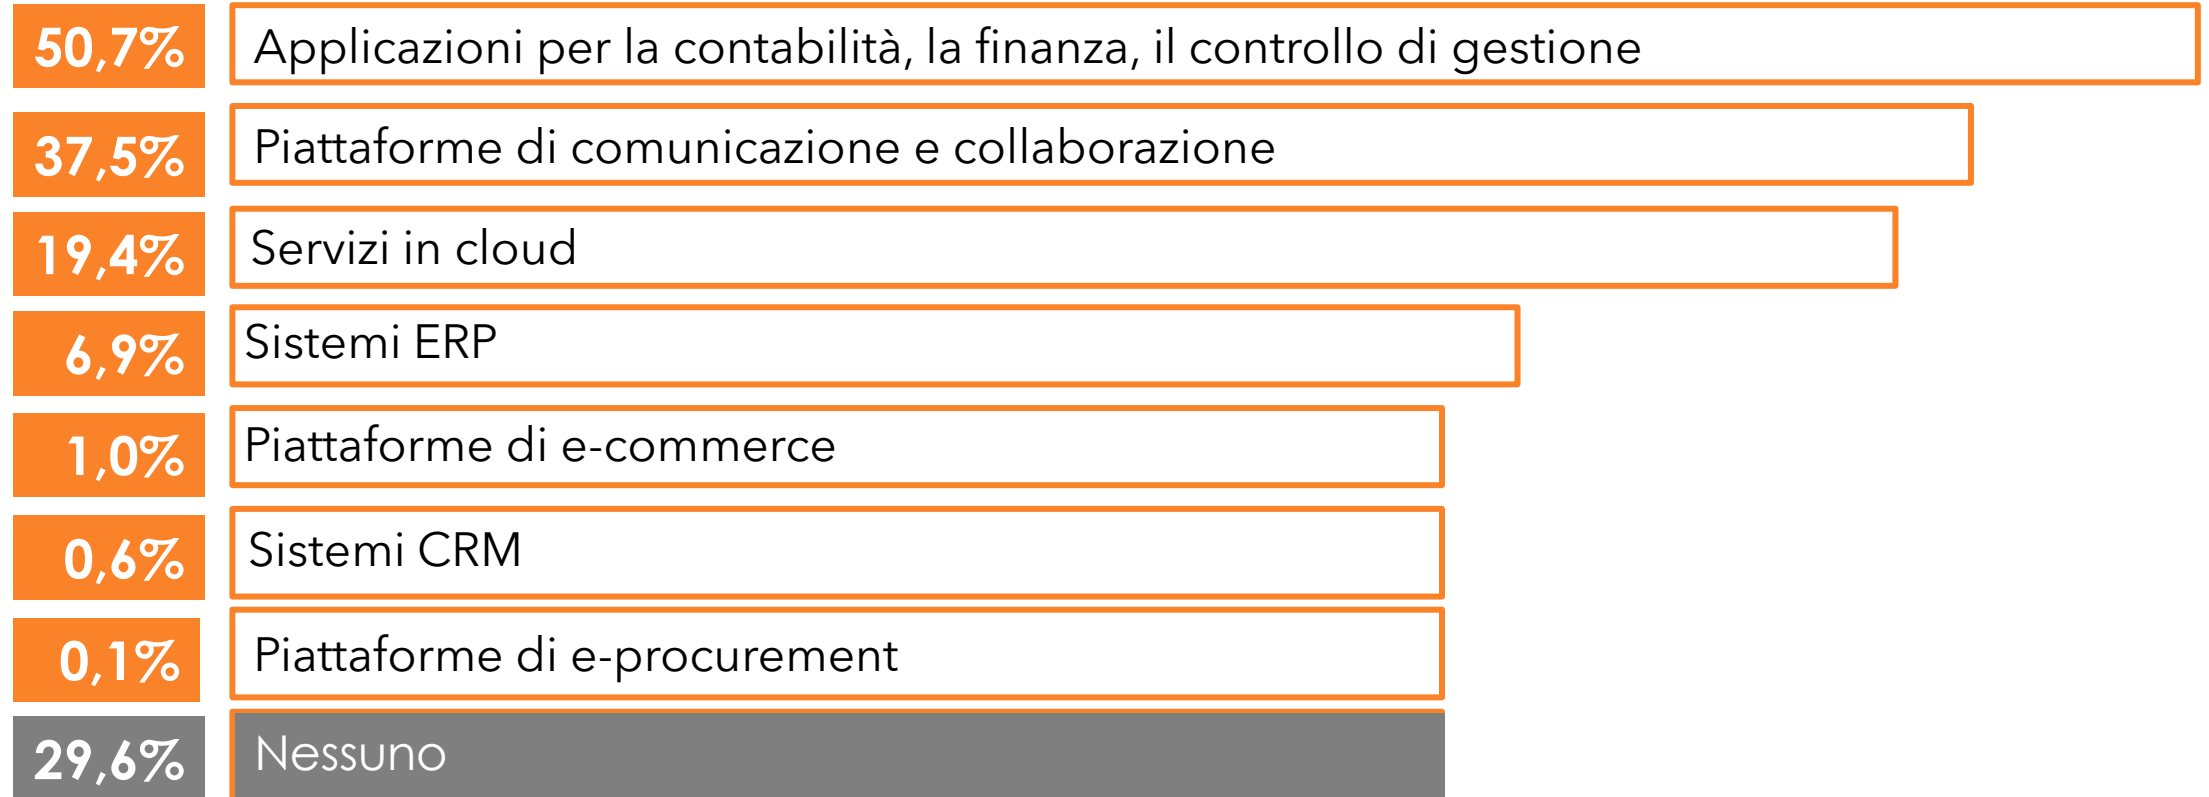 50,7% Applicazioni per la contabilità, la finanza, il controllo di gestione
37,5% Piattaforme di comunicazione e collaborazione
19,4% Servizi in cloud
6,9% Sistemi ERP
1,0% Piattaforme di e-commerce
0,6% Sistemi CRM
0,1% Piattaforme di e-procurement
29,6% Nessuno